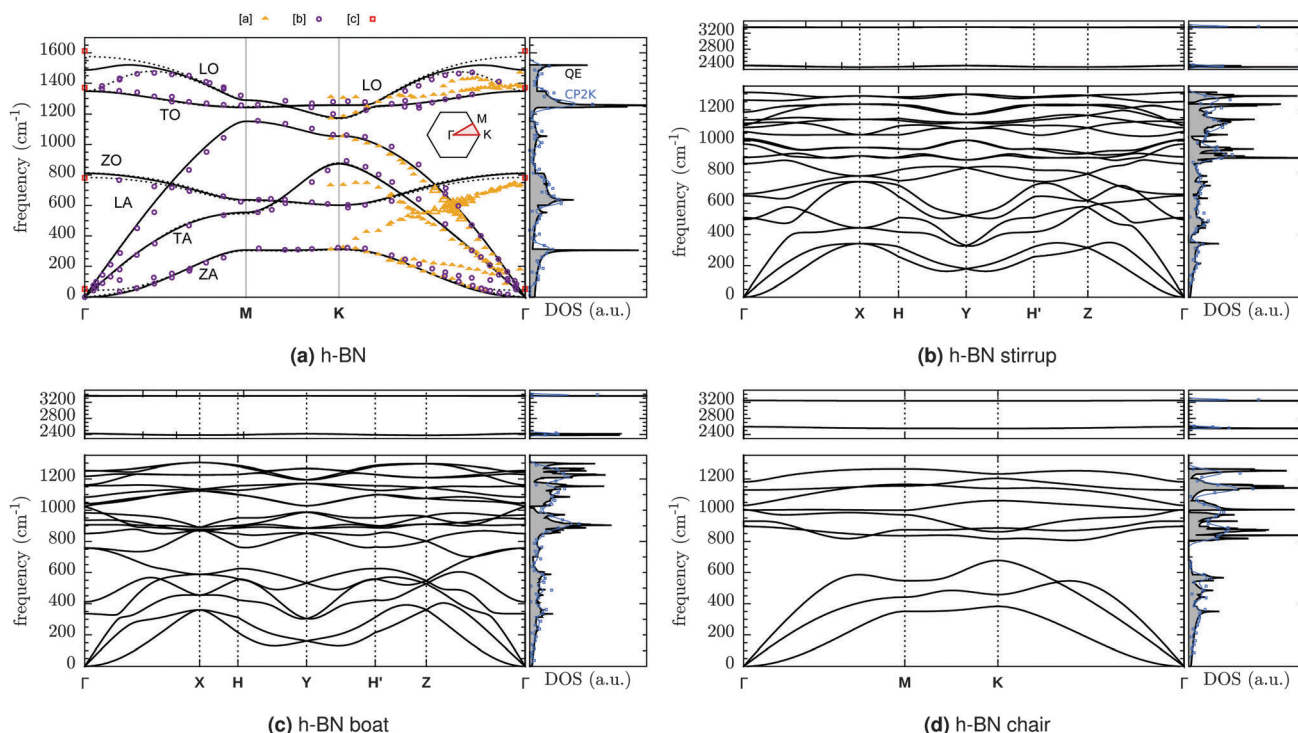 [a] [b] [c]
1600
1400
1200
1000
800
600
400
200
0
frequency (cm⁻¹)
LO
TO
ZO
LA
TA
ZA
LO
M
Γ
K
QE
CP2K
Γ M K Γ
DOS (a.u.)
(a) h-BN
3200
2800
2400
1200
1000
800
600
400
200
0
frequency (cm⁻¹)
Γ X H Y H' Z Γ
DOS (a.u.)
(b) h-BN stirrup
3200
2800
2400
1200
1000
800
600
400
200
0
frequency (cm⁻¹)
Γ X H Y H' Z Γ
DOS (a.u.)
(c) h-BN boat
3200
2800
2400
1200
1000
800
600
400
200
0
frequency (cm⁻¹)
Γ M K Γ
DOS (a.u.)
(d) h-BN chair